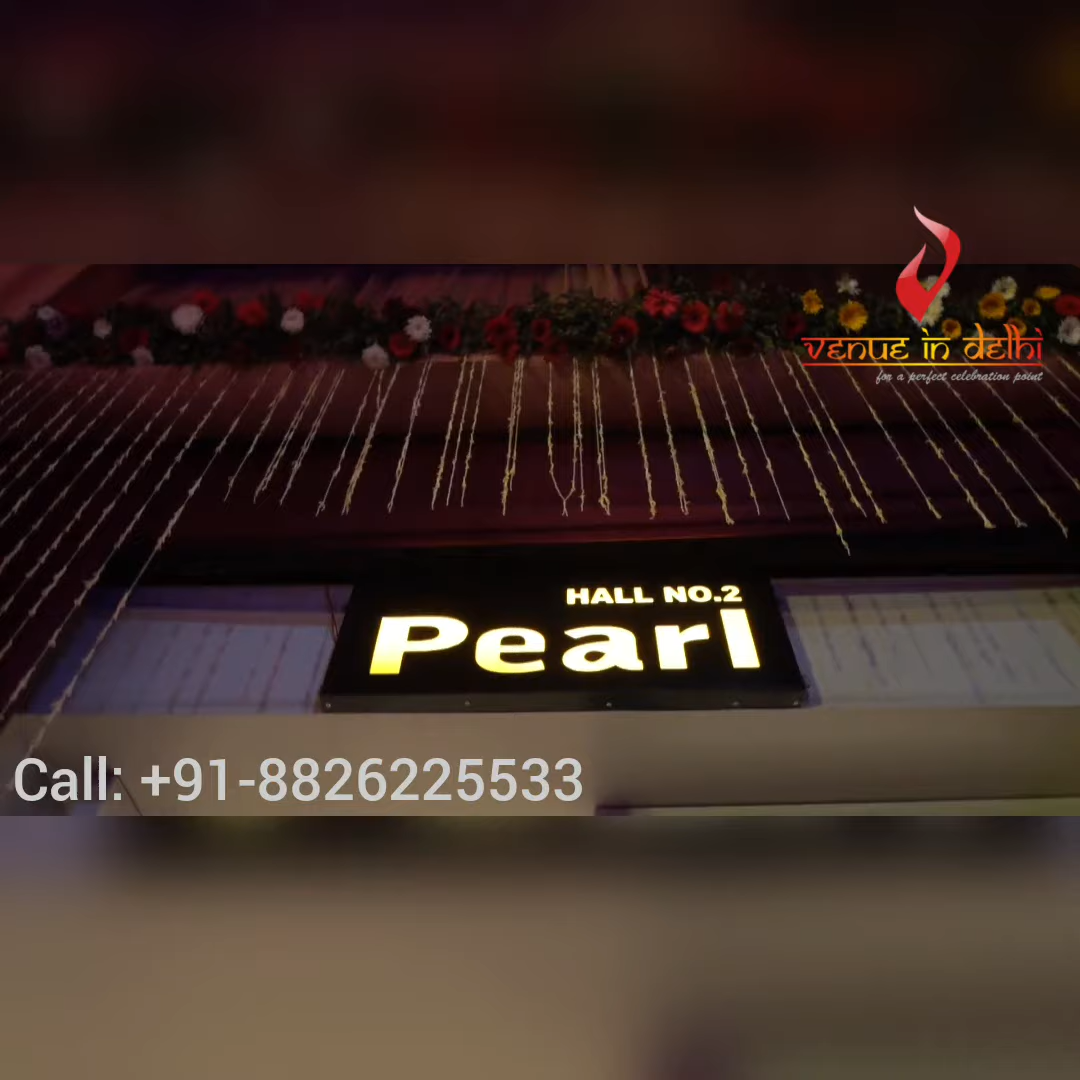 venue in delhi
for a perfect celebration point
HALL NO.2
Pearl
Call: +91-8826225533